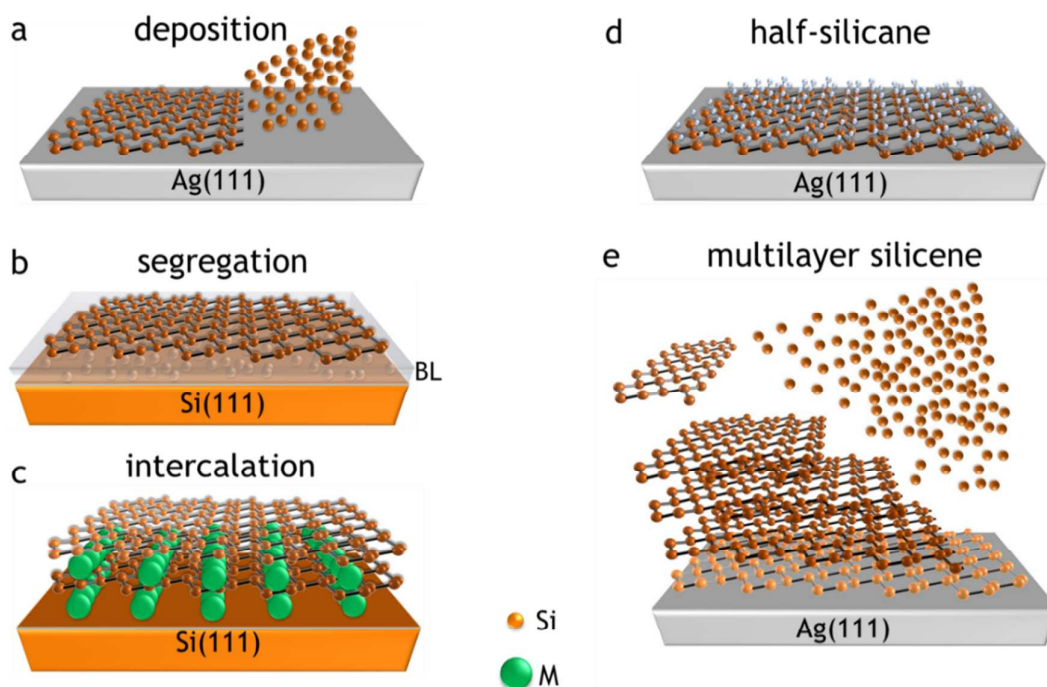 a deposition
Ag(111)
b segregation
BL
Si(111)
c intercalation
Si(111)
Si
M
d half-silicane
Ag(111)
e multilayer silicene
Ag(111)